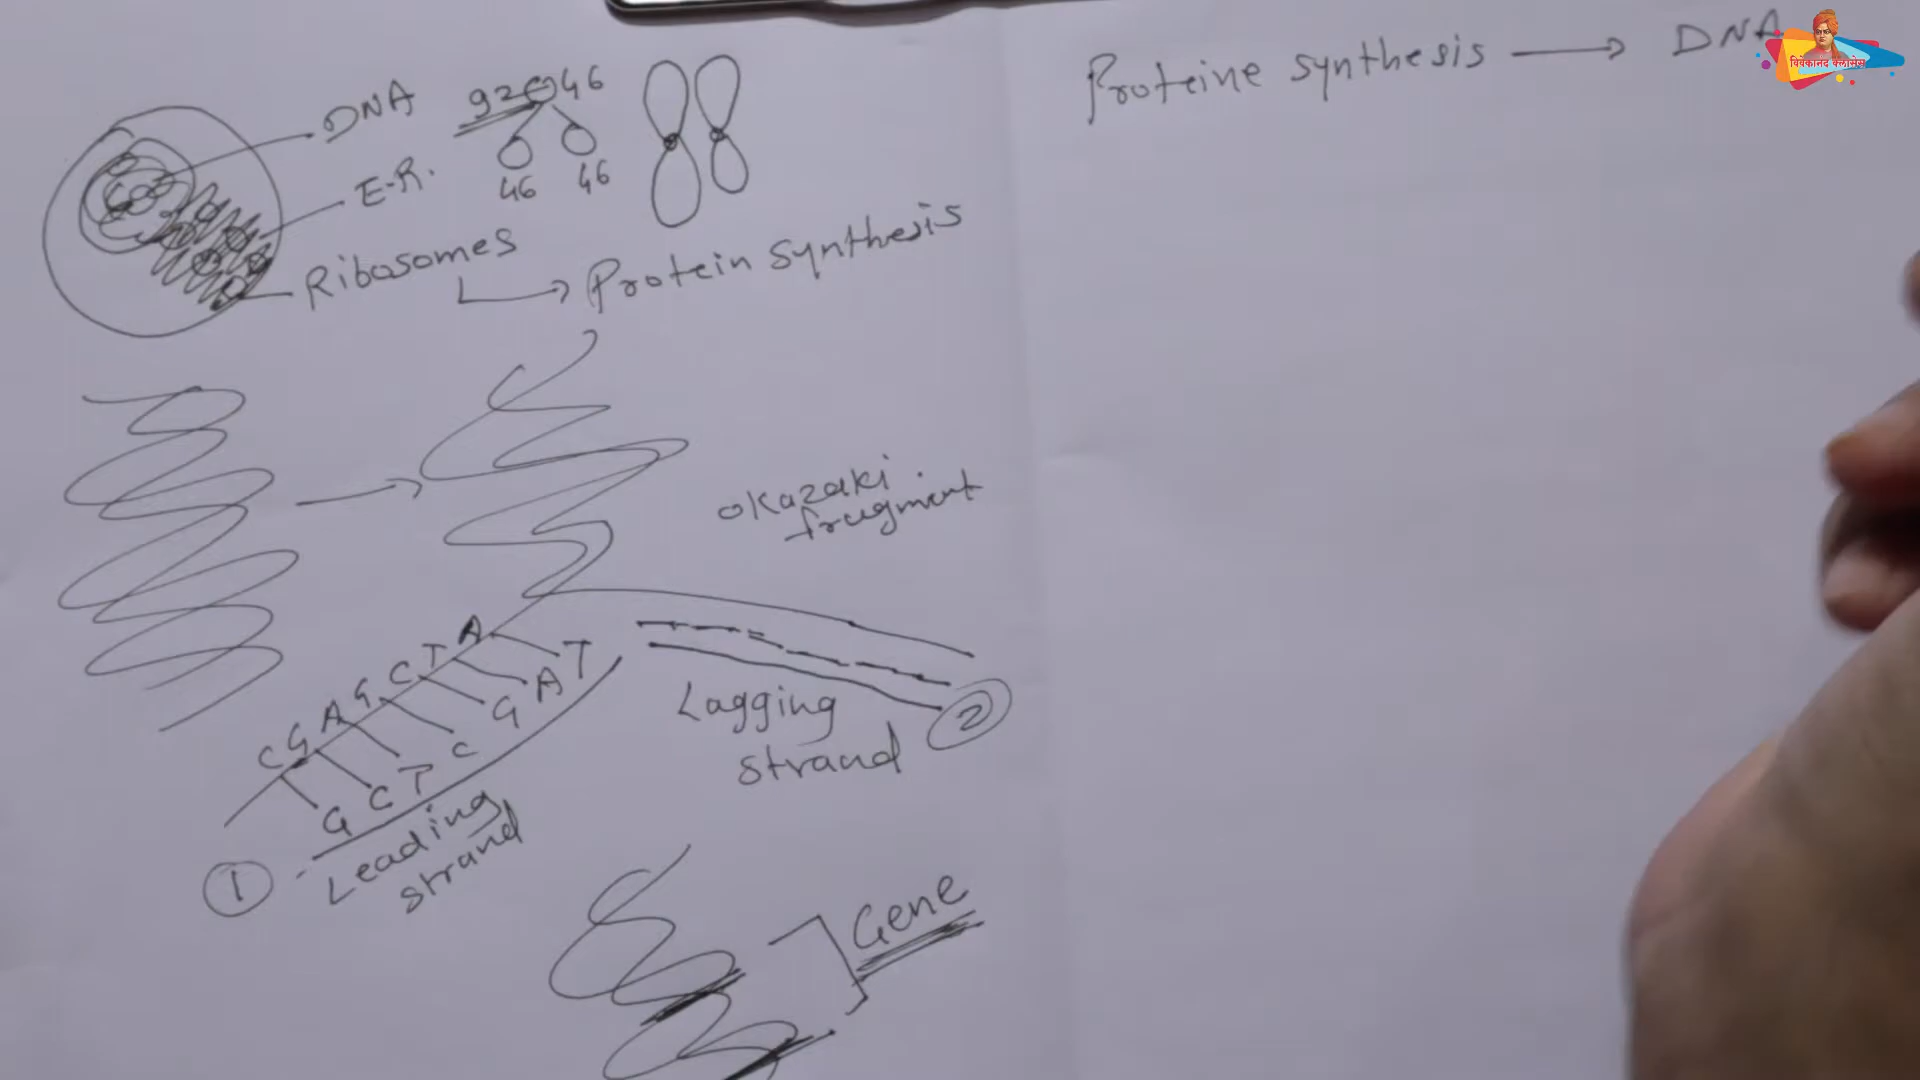 Proteine synthesis → DNA
विवेकानंद क्लासेस
DNA
92 46
46 46
E.R.
Ribosomes
Protein synthesis
okazaki
frugment
C G A G C T A
G C T C G A T
Leading
strand
1
Lagging
strand
2
Gene